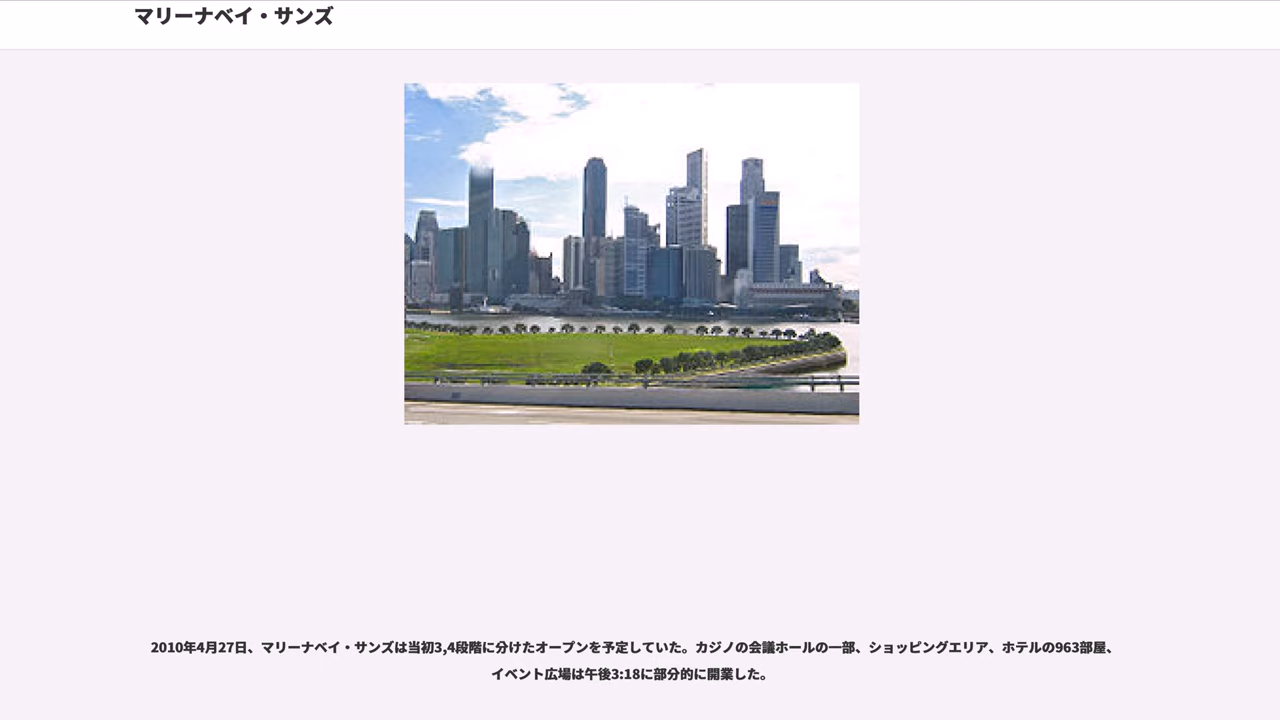 マリーナベイ・サンズ
2010年4月27日、マリーナベイ・サンズは当初3,4段階に分けたオープンを予定していた。カジノの会議ホールの一部、ショッピングエリア、ホテルの963部屋、
イベント広場は午後3:18に部分的に開業した。